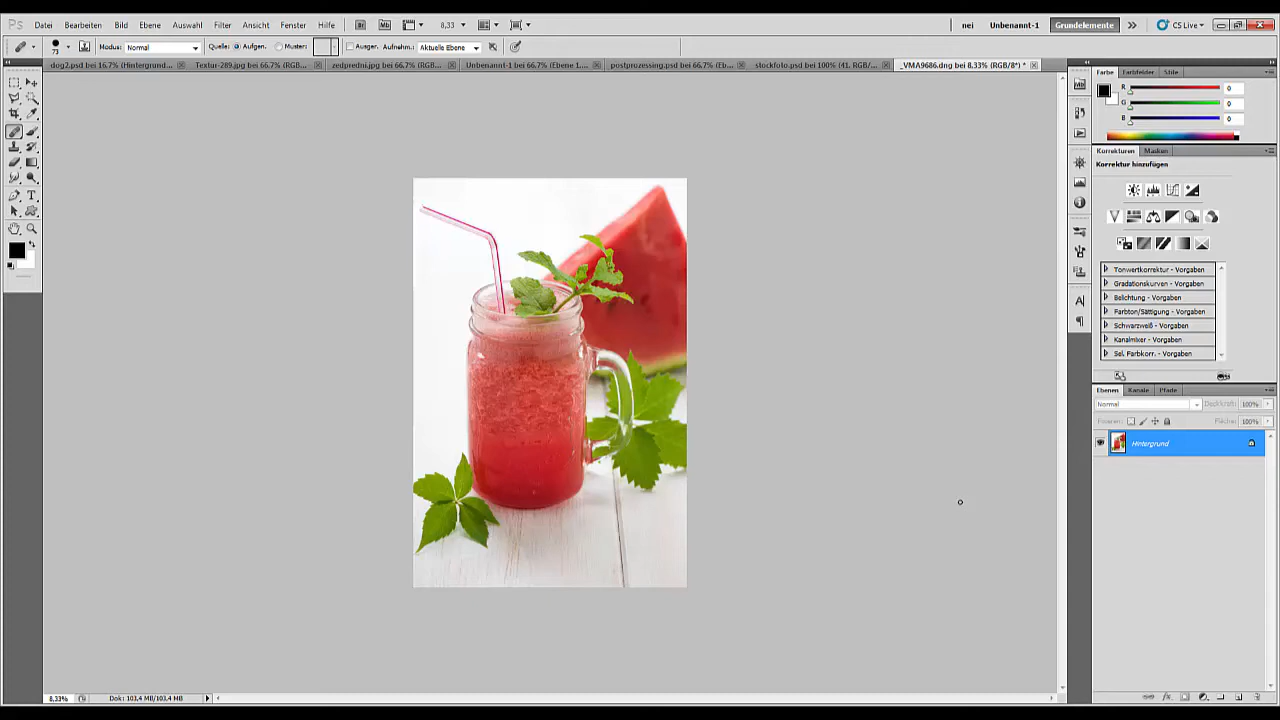 Ps Datei Bearbeiten Bild Ebene Auswahl Filter Ansicht Fenster Hilfe Br Mb 8,33 nei Unbenannt-1 Grundelemente CS Live
73 Modus: Normal Quelle: Aufgen. Muster: Ausger. Aufnehm.: Aktuelle Ebene
dog2.psd bei 16,7% (Hintergrund... Textur-289.jpg bei 66,7% (RGB... zedpredni.jpg bei 66,7% (RGB... Unbenannt-1 bei 66,7% (Ebene 1,... postprozessing.psd bei 66,7% (Eb... stockfoto.psd bei 100% (41, RGB/... _VMA9686.dng bei 8,33% (RGB/8*) *
Farbe Farbfelder Stile
R 0
G 0
B 0
Korrekturen Masken
Korrektur hinzufügen
Tonwertkorrektur - Vorgaben
Gradationskurven - Vorgaben
Belichtung - Vorgaben
Farbton/Sättigung - Vorgaben
Schwarzweiß - Vorgaben
Kanalmixer - Vorgaben
Sel. Farbkorr. - Vorgaben
Ebenen Kanäle Pfade
Normal Deckkraft: 100%
Fixieren: Fläche: 100%
Hintergrund
8,33% Dok: 103,4 MB/103,4 MB